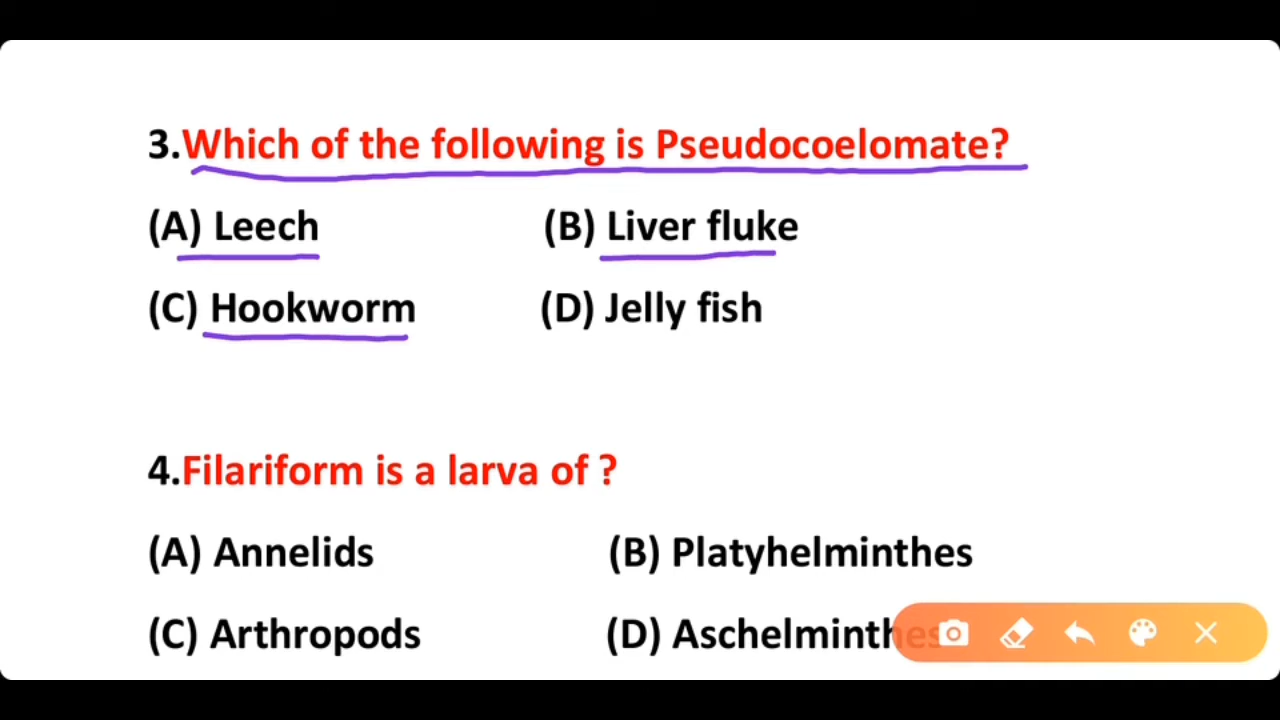 3.Which of the following is Pseudocoelomate?
(A) Leech (B) Liver fluke
(C) Hookworm (D) Jelly fish
4.Filariform is a larva of ?
(A) Annelids (B) Platyhelminthes
(C) Arthropods (D) Aschelminthes